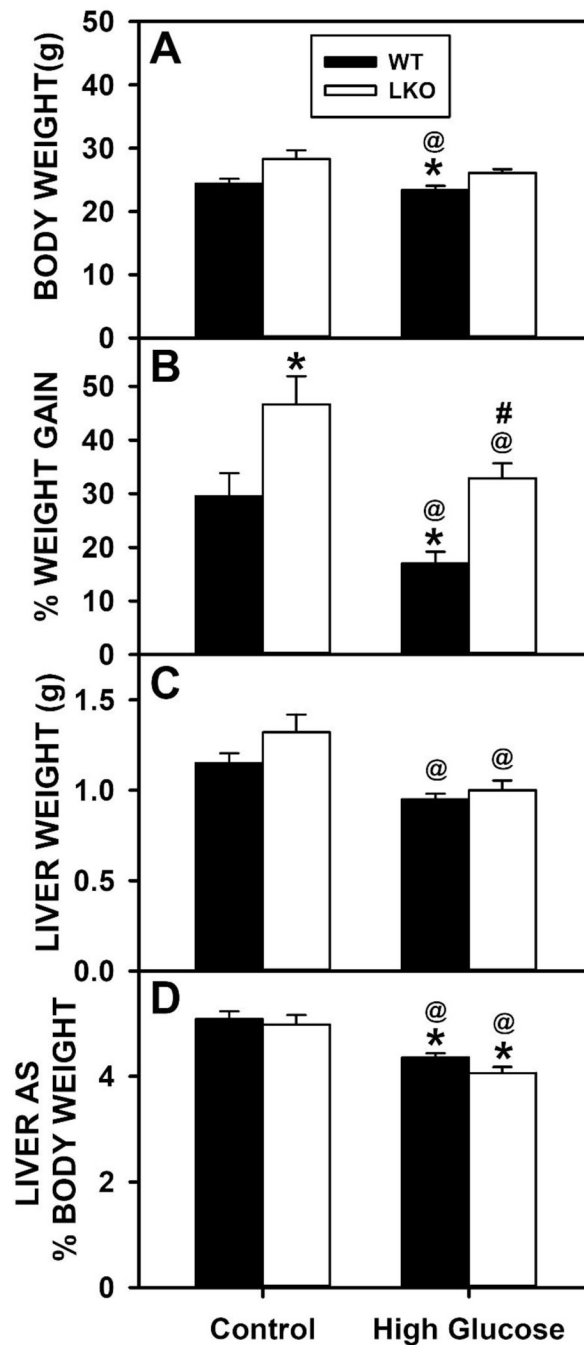 A
BODY WEIGHT(g)
50
40
30
20
10
0
WT
LKO
@
*
B
% WEIGHT GAIN
50
40
30
20
10
0
*
@
*
#
@
C
LIVER WEIGHT (g)
1.5
1.0
0.5
0.0
@
@
D
LIVER AS
% BODY WEIGHT
4
2
0
@
*
@
*
Control
High Glucose